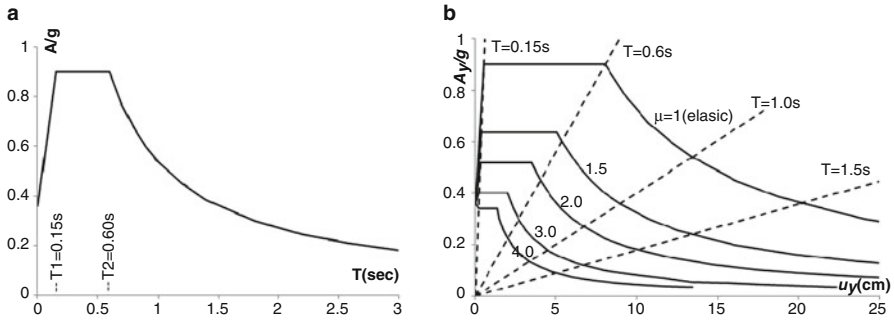 a
A/g
1
0.8
0.6
0.4
0.2
0
T1=0.15s
T2=0.60s
T(sec)
0 0.5 1 1.5 2 2.5 3
b
Ay/g
1
0.8
0.6
0.4
0.2
0
T=0.15s
T=0.6s
μ=1(elasic)
T=1.0s
T=1.5s
1.5
2.0
3.0
4.0
uy(cm)
0 5 10 15 20 25